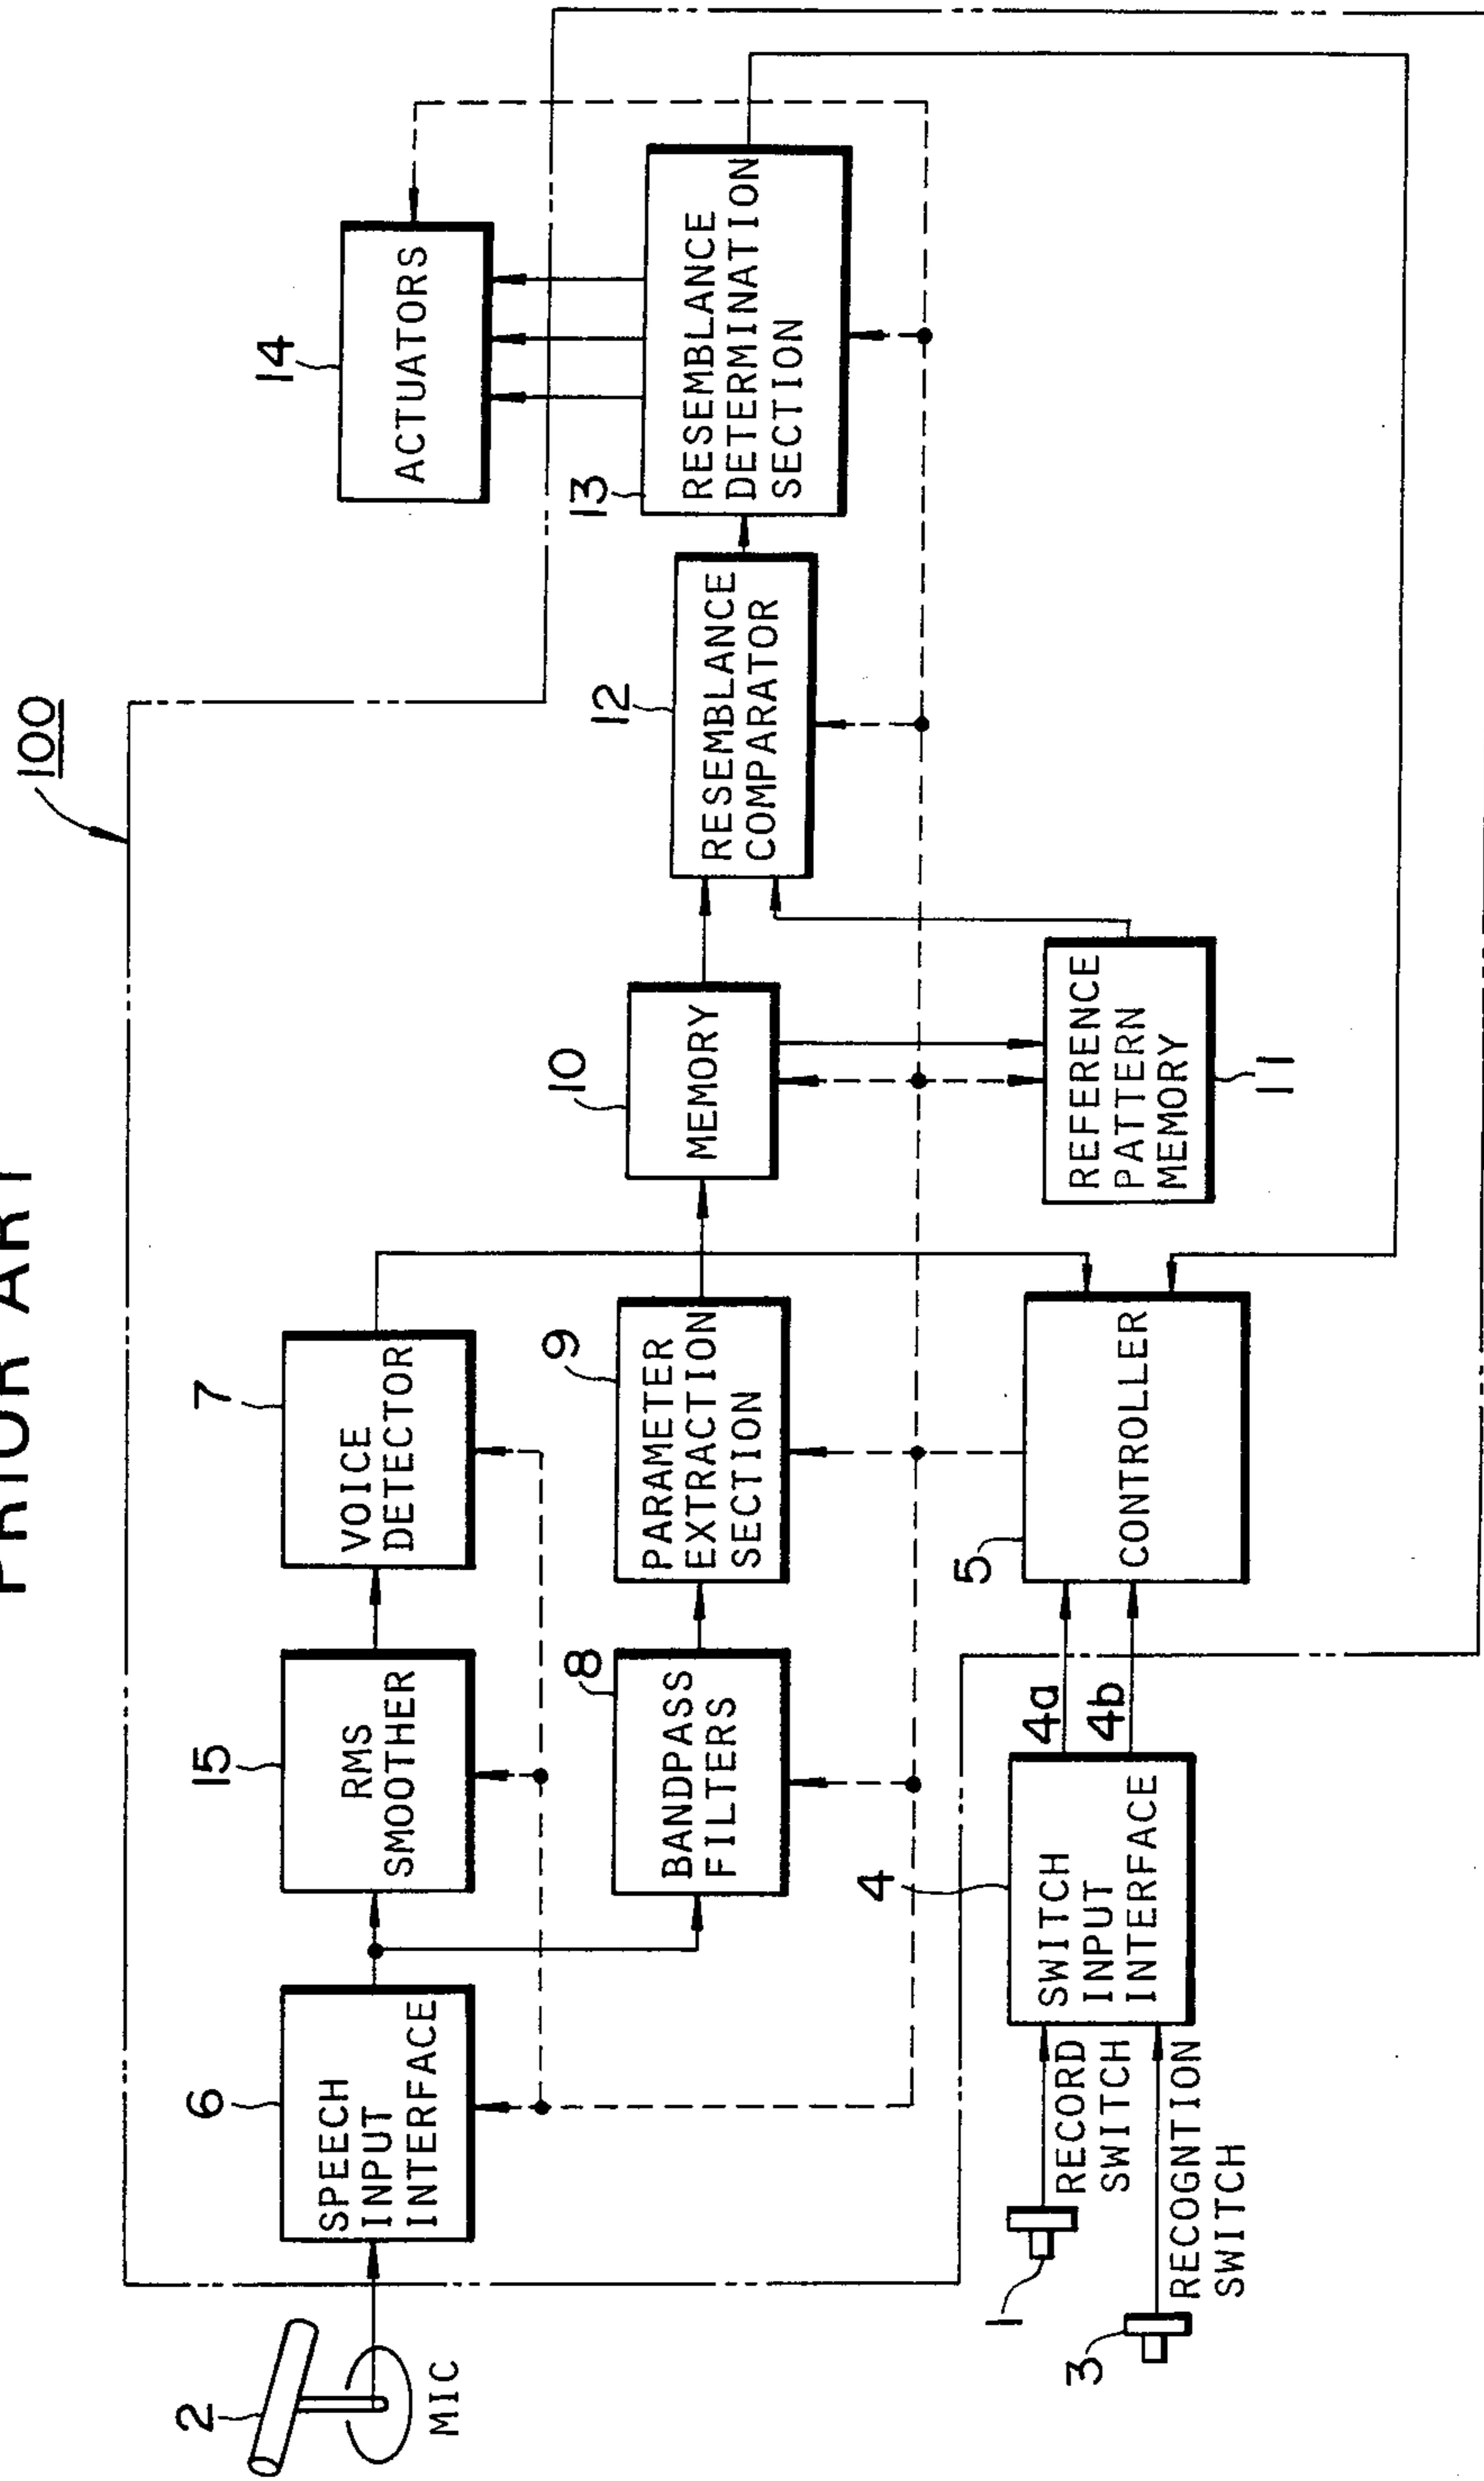 PRIOR ART
100
2
MIC
6
SPEECH
INPUT
INTERFACE
15
RMS
SMOOTHER
7
VOICE
DETECTOR
8
BANDPASS
FILTERS
9
PARAMETER
EXTRACTION
SECTION
10
MEMORY
12
RESEMBLANCE
COMPARATOR
13
RESEMBLANCE
DETERMINATION
SECTION
14
ACTUATORS
1
RECORD
SWITCH
3
RECOGNTION
SWITCH
4
SWITCH
INPUT
INTERFACE
4a
4b
5
CONTROLLER
REFERENCE
PATTERN
MEMORY
11